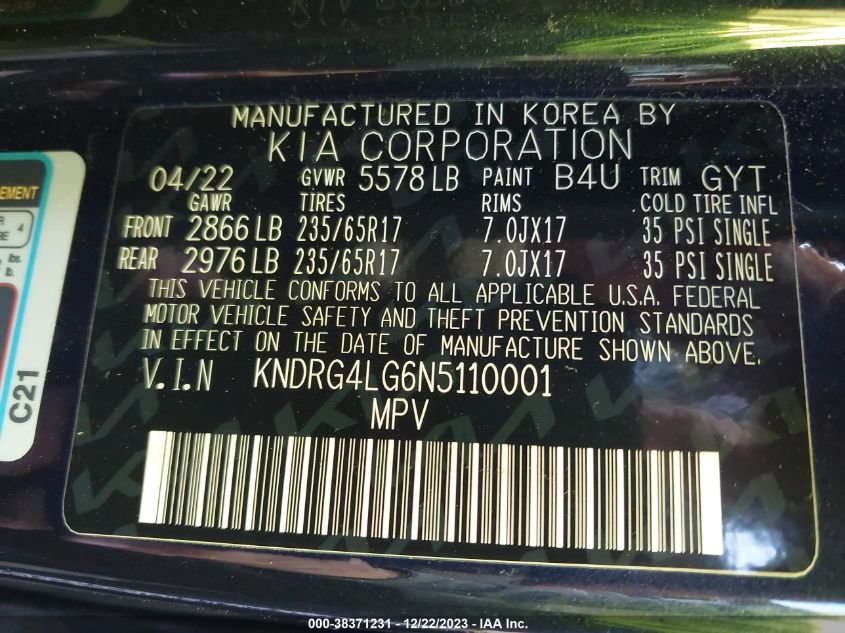 MANUFACTURED IN KOREA BY
KIA CORPORATION
04/22 GVWR 5578 LB PAINT B4U TRIM GYT
GAWR TIRES RIMS COLD TIRE INFL
FRONT 2866 LB 235/65R17 7.0JX17 35 PSI SINGLE
REAR 2976 LB 235/65R17 7.0JX17 35 PSI SINGLE
THIS VEHICLE CONFORMS TO ALL APPLICABLE U.S.A. FEDERAL
MOTOR VEHICLE SAFETY AND THEFT PREVENTION STANDARDS
IN EFFECT ON THE DATE OF MANUFACTURE SHOWN ABOVE.
V.I.N KNDRG4LG6N5110001
MPV
4
lbs.
lb.
C21
000-38371231 - 12/22/2023 - IAA Inc.